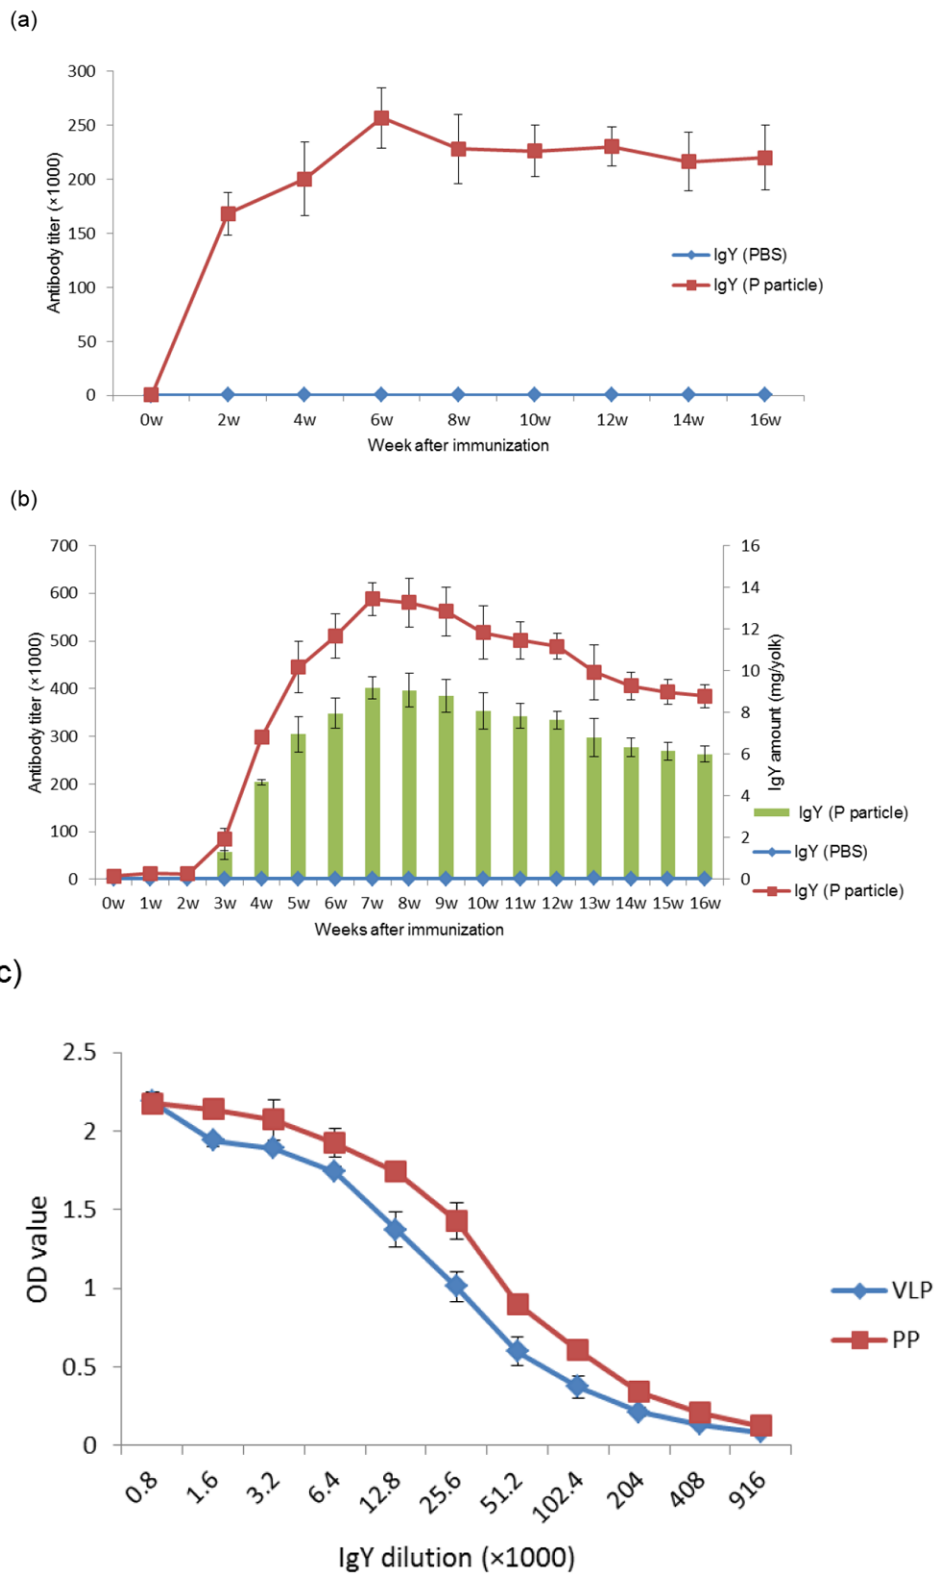 (a)
300
250
200
150
100
50
0
Antibody titer (×1000)
0w 2w 4w 6w 8w 10w 12w 14w 16w
Week after immunization
IgY (PBS)
IgY (P particle)
(b)
700
600
500
400
300
200
100
0
Antibody titer (×1000)
16
14
12
10
8
6
4
2
0
IgY amount (mg/yolk)
0w 1w 2w 3w 4w 5w 6w 7w 8w 9w 10w 11w 12w 13w 14w 15w 16w
Weeks after immunization
IgY (P particle)
IgY (PBS)
IgY (P particle)
c)
2.5
2
1.5
1
0.5
0
OD value
0.8 1.6 3.2 6.4 12.8 25.6 51.2 102.4 204 408 916
IgY dilution (×1000)
VLP
PP